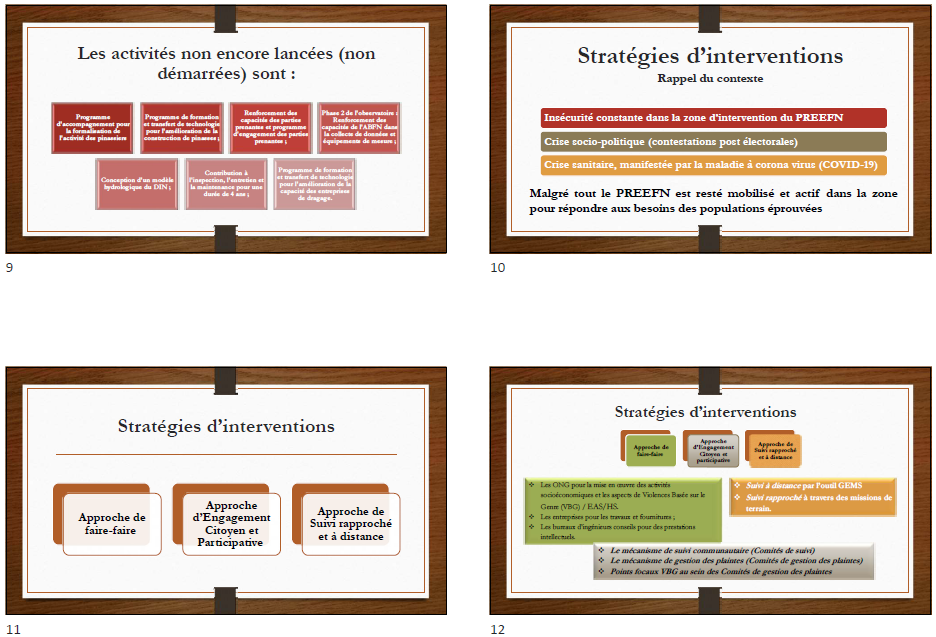 Les activités non encore lancées (non
démarrées) sont :
Programme
d'accompagnement pour
la formalisation de
l'activité des pinassiers
Programme de formation
et transfert de technologie
pour l'amélioration de la
construction de pinasses ;
Renforcement des
capacités des parties
prenantes et programme
d'engagement des parties
prenantes ;
Phase 2 de l'observatoire :
Renforcement des
capacités de l'ABFN dans
la collecte de données et
équipements de mesure ;
Conception d'un modèle
hydrologique du DIN ;
Contribution à
l'inspection, l'entretien et
la maintenance pour une
durée de 4 ans ;
Programme de formation
et transfert de technologie
pour l'amélioration de la
capacité des entreprises
de dragage.
9
Stratégies d'interventions
Rappel du contexte
Insécurité constante dans la zone d'intervention du PREEFN
Crise socio-politique (contestations post électorales)
Crise sanitaire, manifestée par la maladie à corona virus (COVID-19)
Malgré tout le PREEFN est resté mobilisé et actif dans la zone
pour répondre aux besoins des populations éprouvées
10
Stratégies d'interventions
Approche de
faire-faire
Approche
d'Engagement
Citoyen et
Participative
Approche de
Suivi rapproché
et à distance
11
Stratégies d'interventions
Approche de
faire-faire
Approche
d'Engagement
Citoyen et
participative
Approche de
Suivi rapproché
et à distance
❖ Les ONG pour la mise en œuvre des activités
socioéconomiques et les aspects de Violences Basée sur le
Genre (VBG) / EAS/HS.
❖ Les entreprises pour les travaux et fournitures ;
❖ Les bureaux d'ingénieurs conseils pour des prestations
intellectuels.
❖ Suivi à distance par l'outil GEMS
❖ Suivi rapproché à travers des missions de
terrain.
❖ Le mécanisme de suivi communautaire (Comités de suivi)
❖ Le mécanisme de gestion des plaintes (Comités de gestion des plaintes)
❖ Points focaux VBG au sein des Comités de gestion des plaintes
12